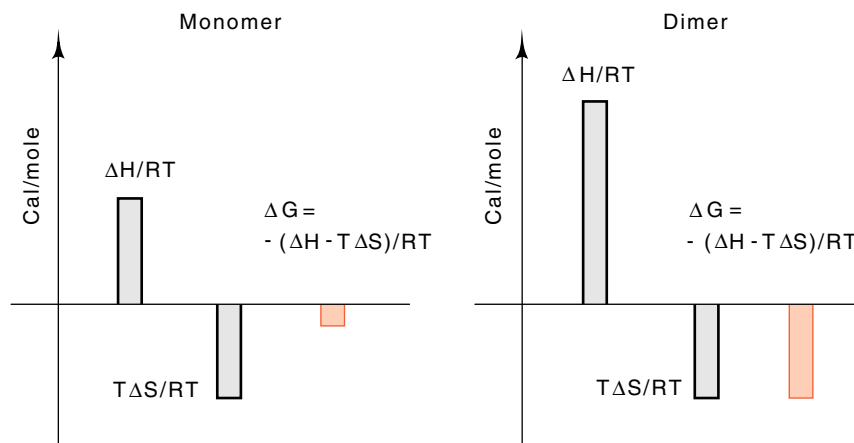 Monomer
Cal/mole
ΔH/RT
ΔG=
- (ΔH - TΔS)/RT
TΔS/RT
Dimer
Cal/mole
ΔH/RT
ΔG=
- (ΔH - TΔS)/RT
TΔS/RT